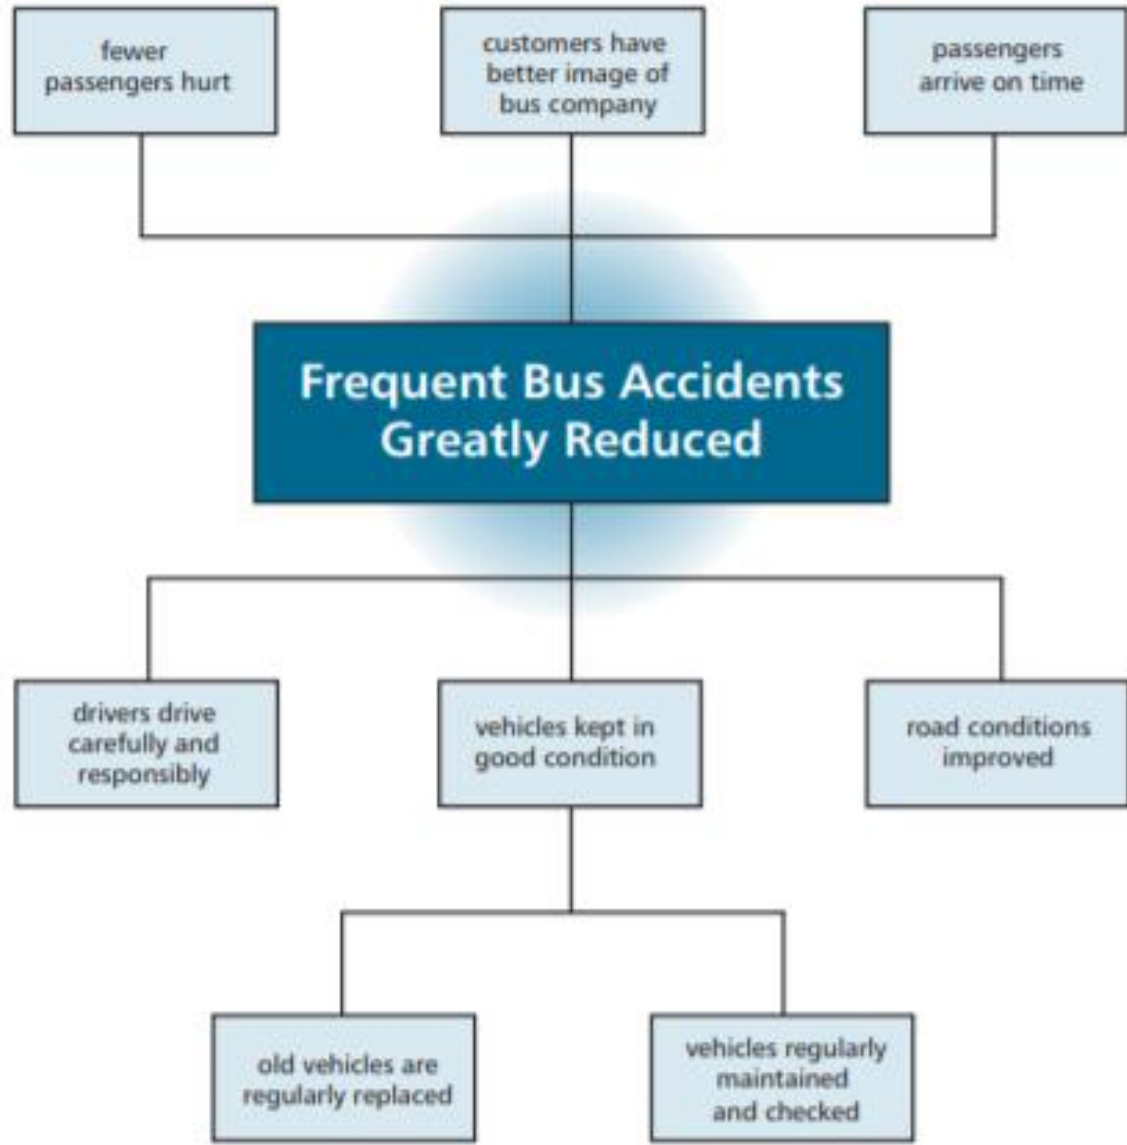 fewer
passengers hurt
customers have
better image of
bus company
passengers
arrive on time
Frequent Bus Accidents
Greatly Reduced
drivers drive
carefully and
responsibly
vehicles kept in
good condition
road conditions
improved
old vehicles are
regularly replaced
vehicles regularly
maintained
and checked